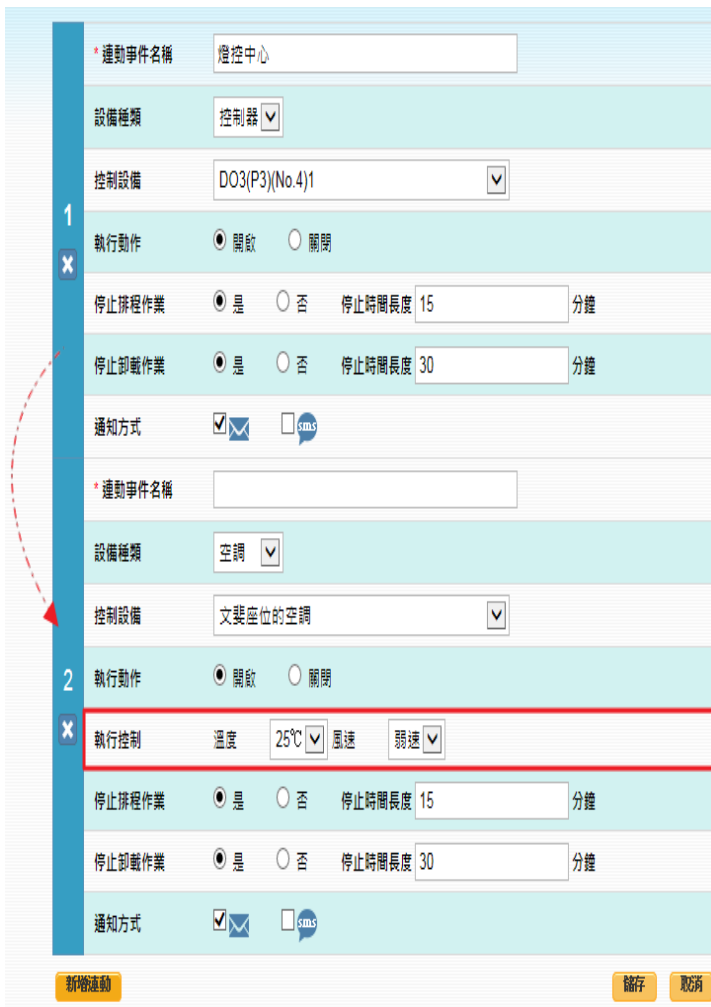 * 連動事件名稱 燈控中心
設備種類 控制器
控制設備 DO3(P3)(No.4)1
1
執行動作 開啟 關閉
停止排程作業 是 否 停止時間長度 15 分鐘
停止卸載作業 是 否 停止時間長度 30 分鐘
通知方式 sms
* 連動事件名稱
設備種類 空調
控制設備 文斐座位的空調
2
執行動作 開啟 關閉
執行控制 溫度 25℃ 風速 弱速
停止排程作業 是 否 停止時間長度 15 分鐘
停止卸載作業 是 否 停止時間長度 30 分鐘
通知方式 sms
新增連動 儲存 取消